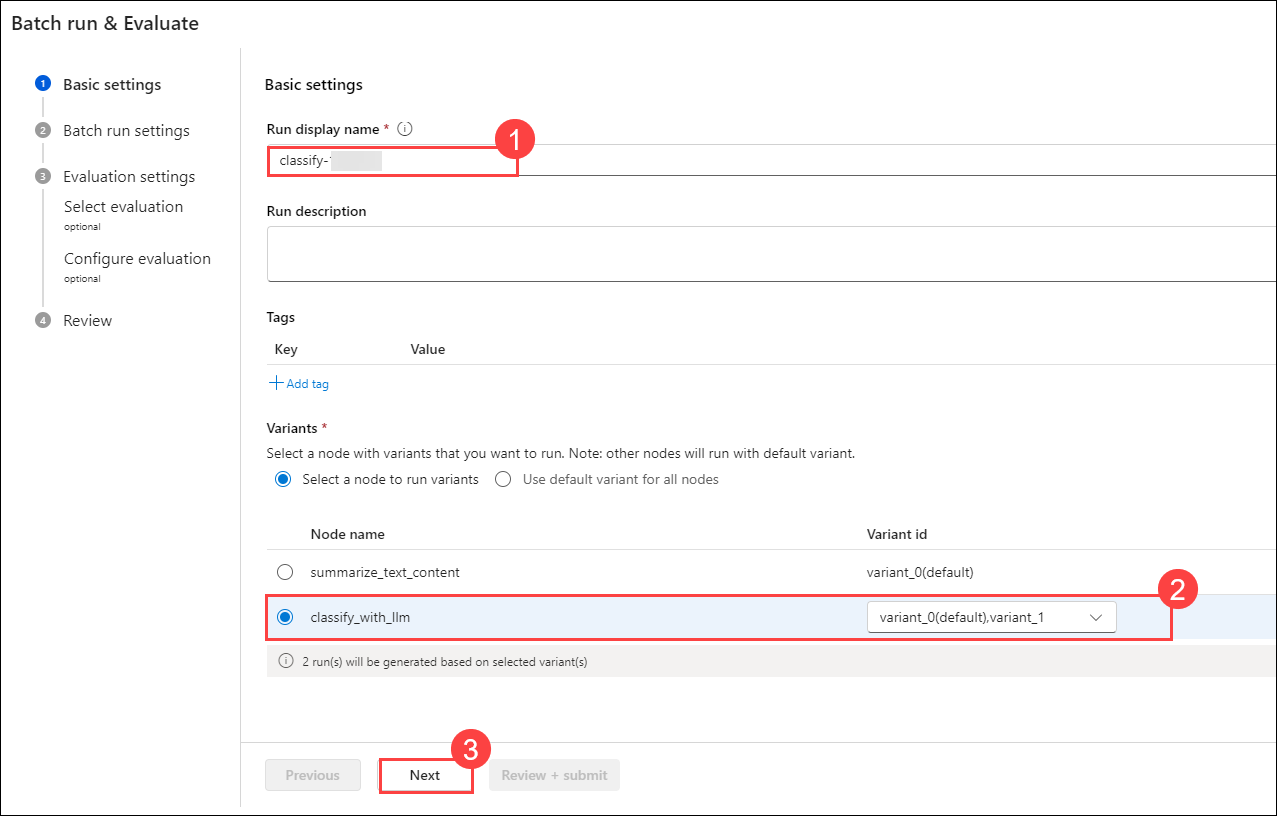 Batch run & Evaluate
1 Basic settings
2 Batch run settings
3 Evaluation settings
Select evaluation
optional
Configure evaluation
optional
4 Review
Basic settings
Run display name *
1
classify-
Run description
Tags
Key Value
Add tag
Variants *
Select a node with variants that you want to run. Note: other nodes will run with default variant.
Select a node to run variants Use default variant for all nodes
Node name Variant id
summarize_text_content variant_0(default)
2
classify_with_llm variant_0(default),variant_1
2 run(s) will be generated based on selected variant(s)
3
Previous Next Review + submit